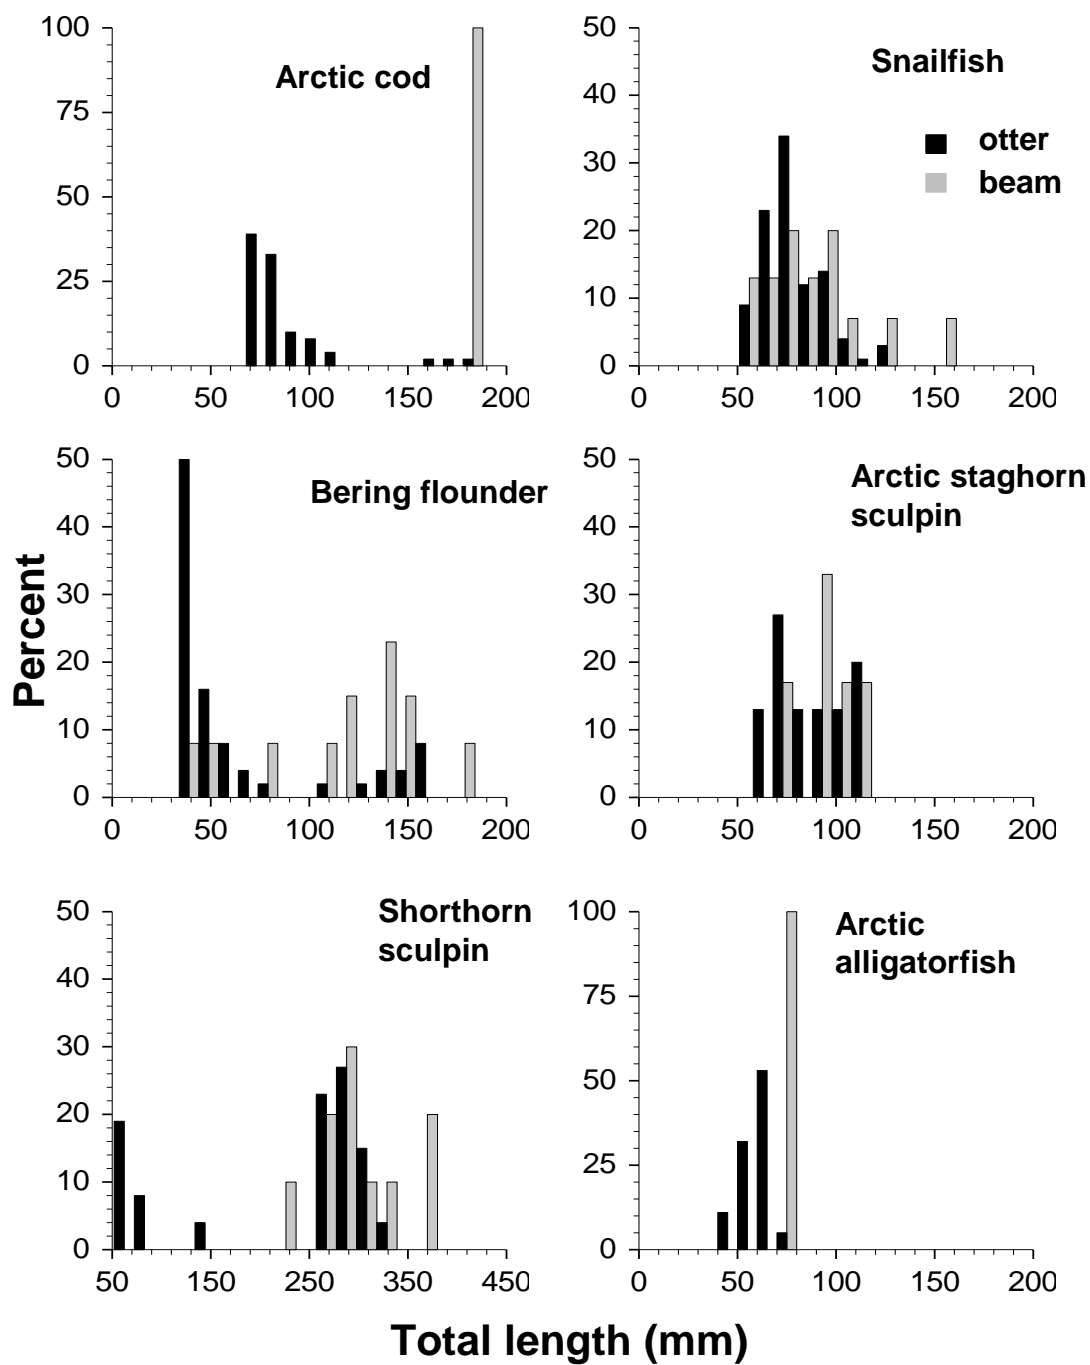 100
75
50
25
0
0 50 100 150 200
Arctic cod
50
40
30
20
10
0
0 50 100 150 200
Snailfish
otter
beam
50
40
30
20
10
0
0 50 100 150 200
Bering flounder
50
40
30
20
10
0
0 50 100 150 200
Arctic staghorn
sculpin
Percent
50
40
30
20
10
0
50 150 250 350 450
Shorthorn
sculpin
100
75
50
25
0
0 50 100 150 200
Arctic
alligatorfish
Total length (mm)